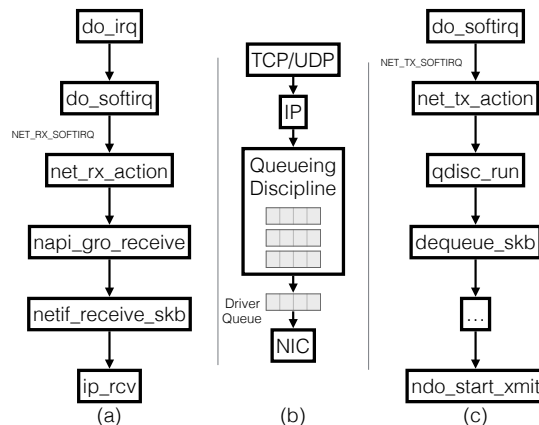 do_irq
do_softirq
NET_RX_SOFTIRQ
net_rx_action
napi_gro_receive
netif_receive_skb
ip_rcv
(a)
TCP/UDP
IP
Queueing
Discipline
Driver
Queue
NIC
(b)
do_softirq
NET_TX_SOFTIRQ
net_tx_action
qdisc_run
dequeue_skb
...
ndo_start_xmit
(c)